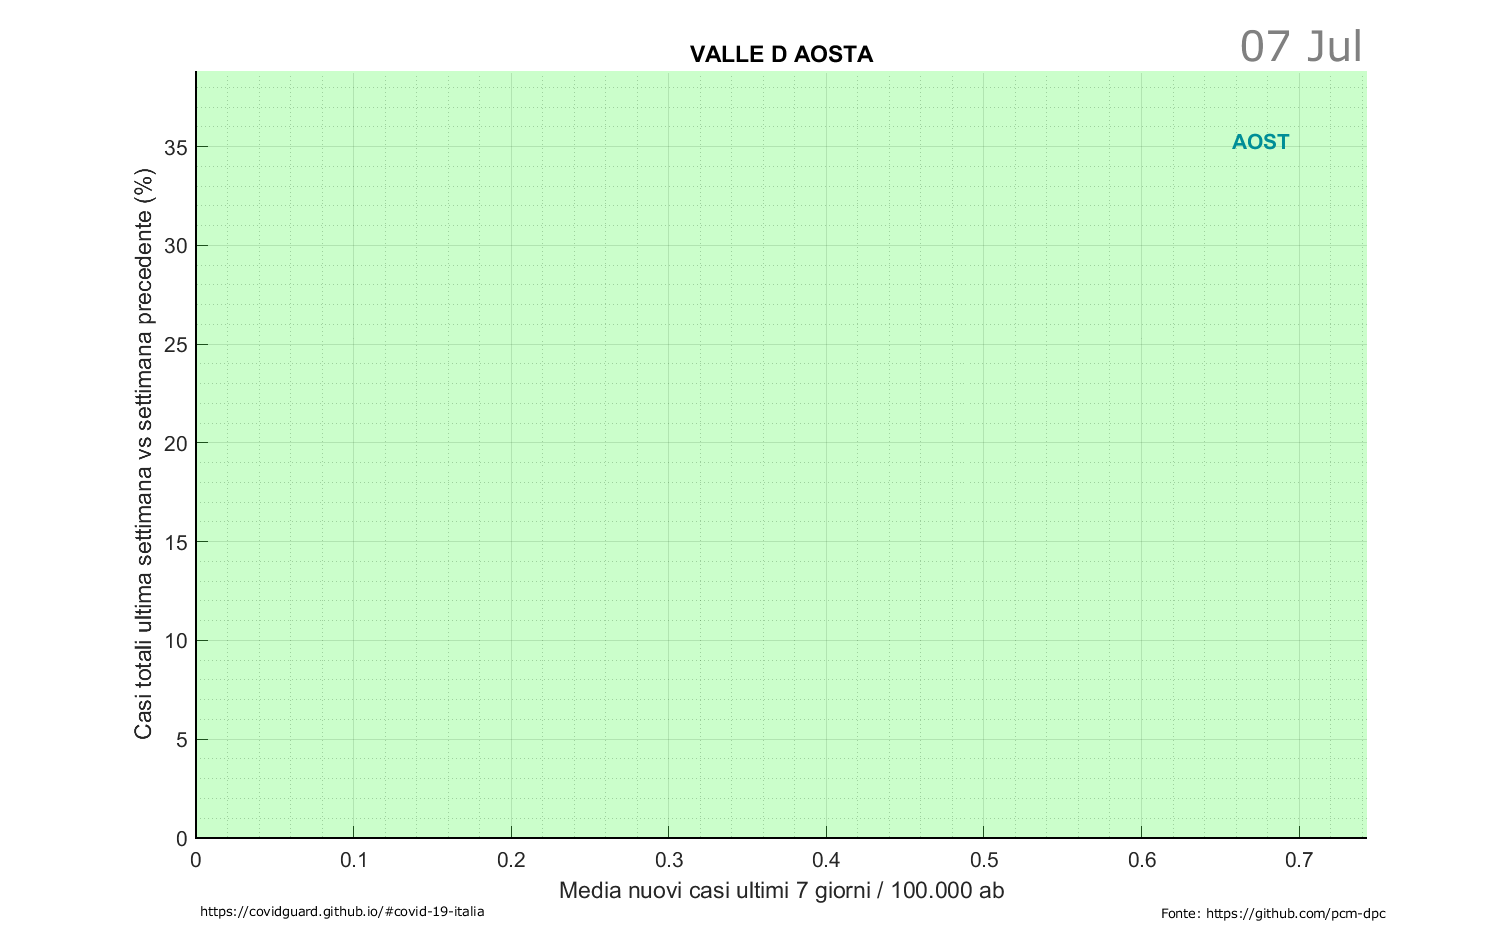 07 Jul
VALLE D AOSTA
AOST
35
30
25
20
15
10
5
0
Casi totali ultima settimana vs settimana precedente (%)
0 0.1 0.2 0.3 0.4 0.5 0.6 0.7
Media nuovi casi ultimi 7 giorni / 100.000 ab
https://covidguard.github.io/#covid-19-italia
Fonte: https://github.com/pcm-dpc